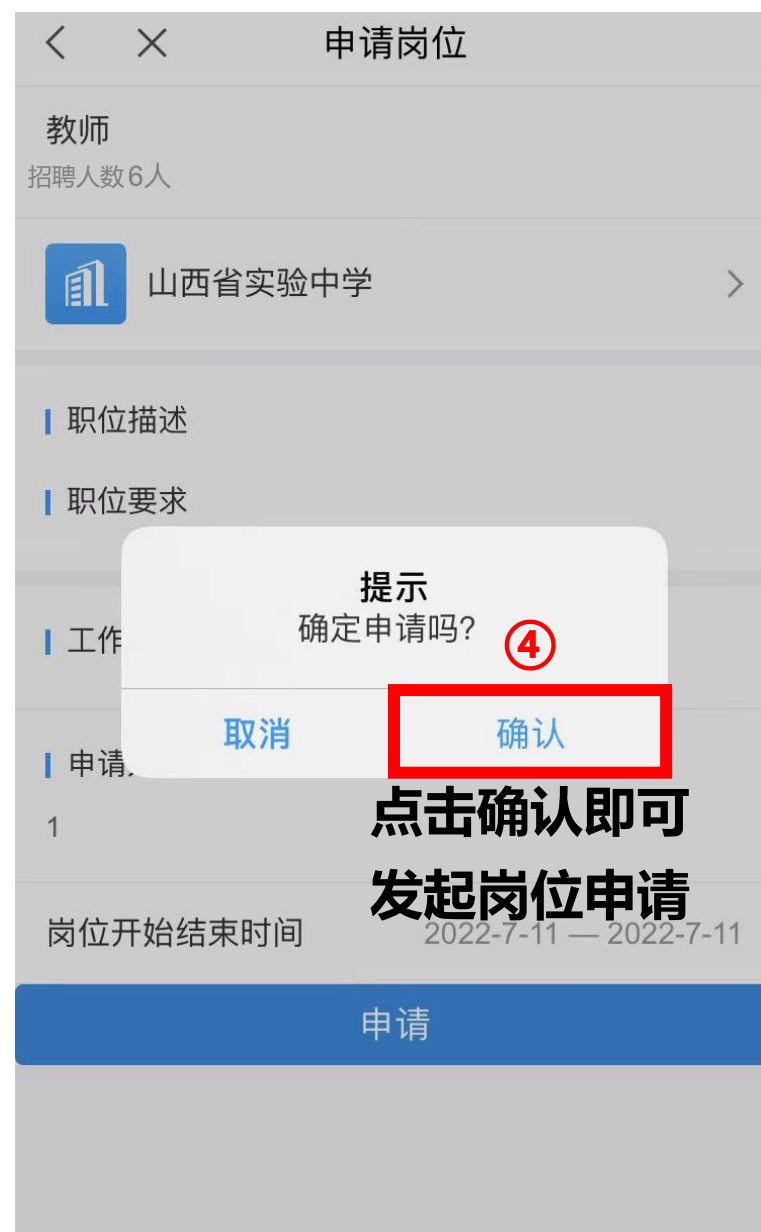 申请岗位
教师
招聘人数6人
山西省实验中学
职位描述
职位要求
提示
确定申请吗?
④
工作
取消
确认
申请
1
点击确认即可
发起岗位申请
岗位开始结束时间
2022-7-11 — 2022-7-11
申请